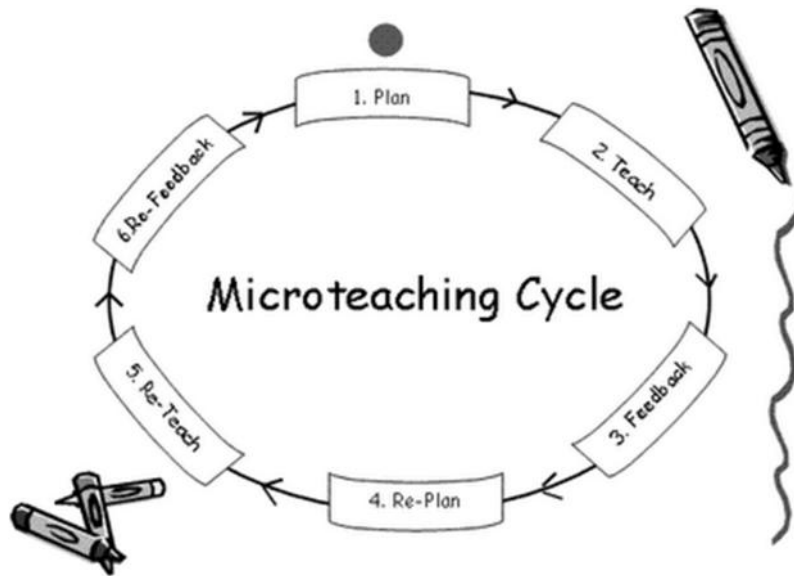 1. Plan
2. Teach
Microteaching Cycle
3. Feedback
4. Re-Plan
5. Re-Teach
6.Re-Feedback